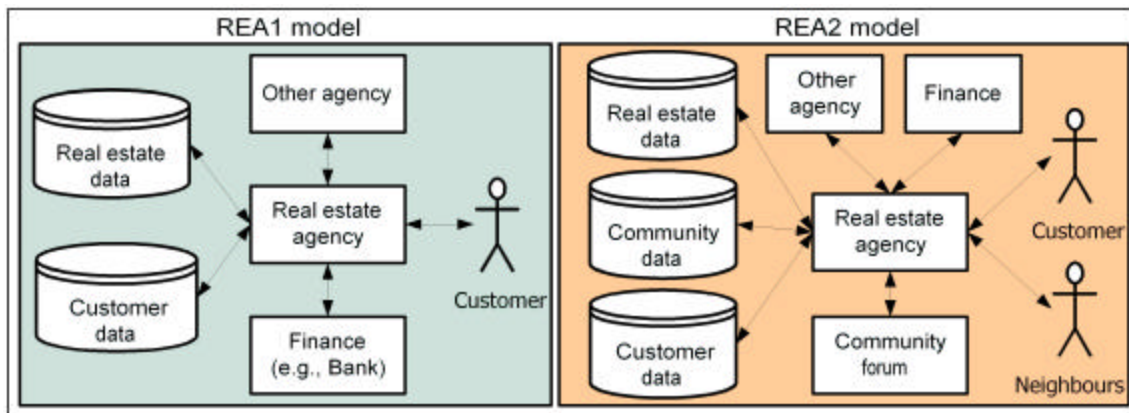 REA1 model
Other agency
Real estate
data
Real estate
agency
Customer
data
Customer
Finance
(e.g., Bank)
REA2 model
Real estate
data
Other
agency
Finance
Community
data
Real estate
agency
Customer
Customer
data
Community
forum
Neighbours